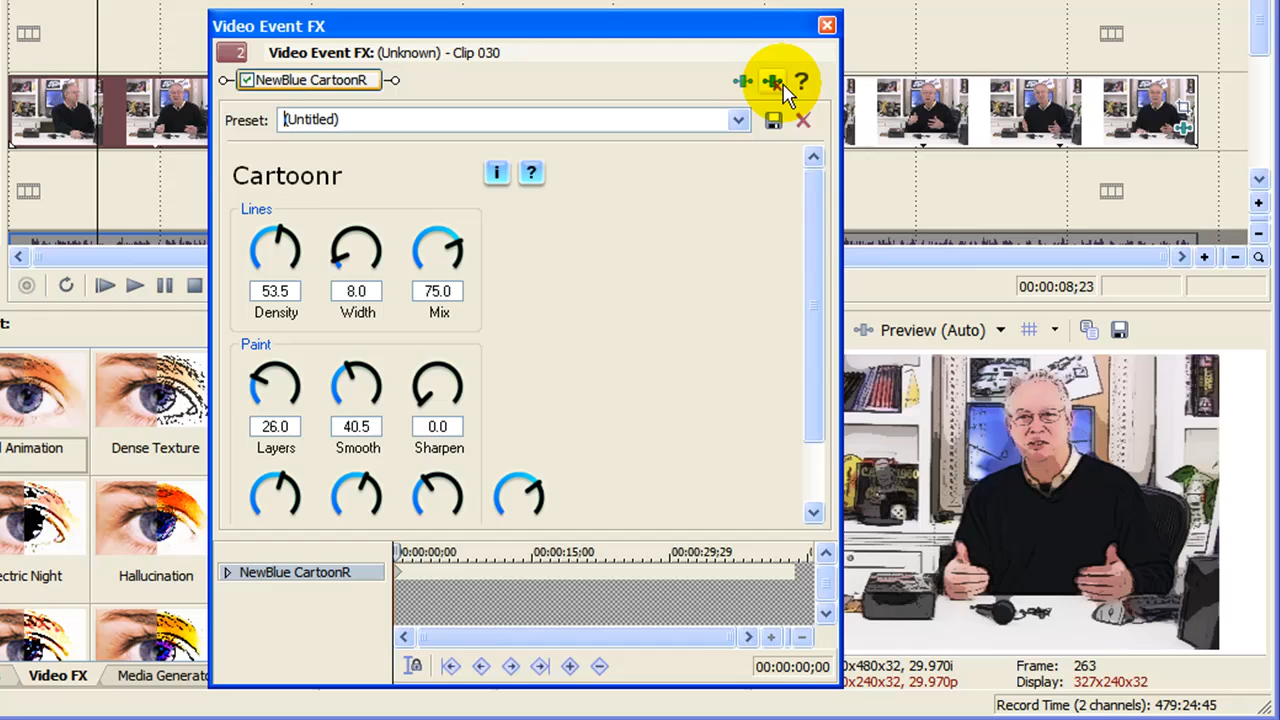 Video Event FX
2
Video Event FX: (Unknown) - Clip 030
NewBlue CartoonR
?
Preset:
(Untitled)
Cartoonr
i
?
Lines
53.5
8.0
75.0
Density
Width
Mix
Paint
26.0
40.5
0.0
Layers
Smooth
Sharpen
00:00:00;00
00:00:15;00
00:00:29;29
NewBlue CartoonR
00:00:00;00
t:
Animation
Dense Texture
ctric Night
Hallucination
Video FX
Media Generato
00:00:08;23
Preview (Auto)
0x480x32, 29.970i
0x240x32, 29.970p
Frame: 263
Display: 327x240x32
Record Time (2 channels): 479:24:45